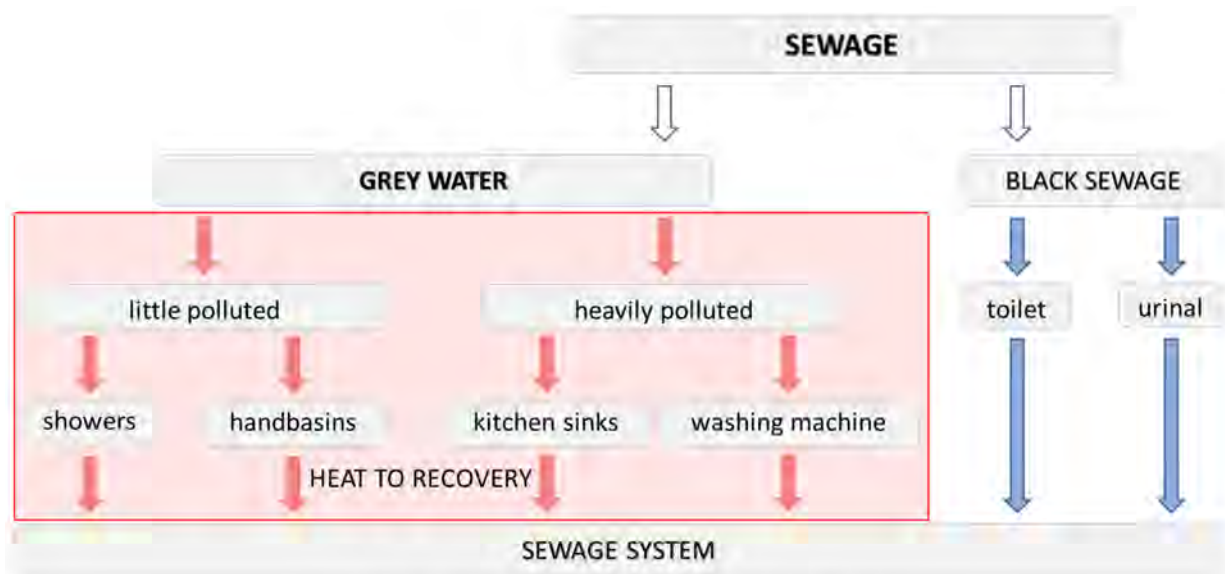 SEWAGE
GREY WATER
BLACK SEWAGE
little polluted
heavily polluted
toilet
urinal
showers
handbasins
kitchen sinks
washing machine
HEAT TO RECOVERY
SEWAGE SYSTEM